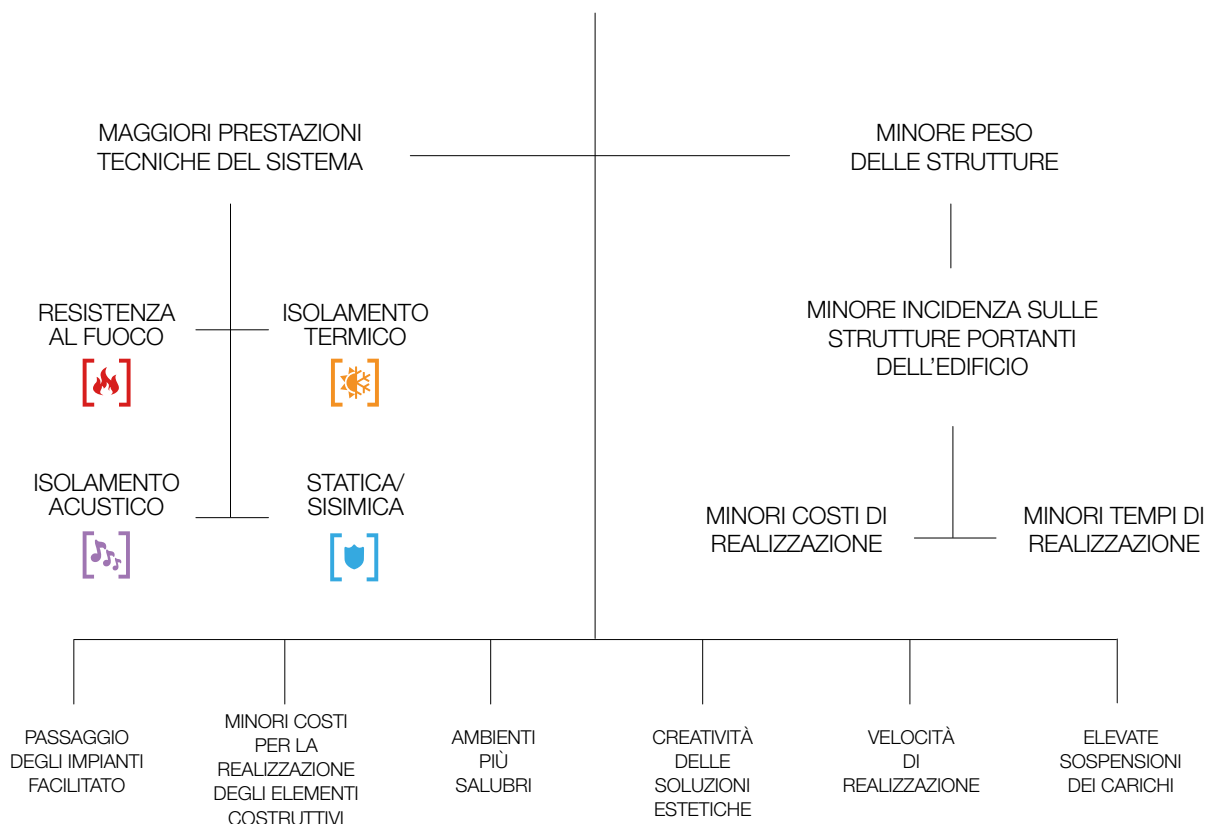 MAGGIORI PRESTAZIONI
TECNICHE DEL SISTEMA
MINORE PESO
DELLE STRUTTURE
RESISTENZA
AL FUOCO
ISOLAMENTO
TERMICO
ISOLAMENTO
ACUSTICO
STATICA/
SISIMICA
MINORE INCIDENZA SULLE
STRUTTURE PORTANTI
DELL'EDIFICIO
MINORI COSTI DI
REALIZZAZIONE
MINORI TEMPI DI
REALIZZAZIONE
PASSAGGIO
DEGLI IMPIANTI
FACILITATO
MINORI COSTI
PER LA
REALIZZAZIONE
DEGLI ELEMENTI
COSTRUTTIVI
AMBIENTI
PIÙ
SALUBRI
CREATIVITÀ
DELLE
SOLUZIONI
ESTETICHE
VELOCITÀ
DI
REALIZZAZIONE
ELEVATE
SOSPENSIONI
DEI CARICHI